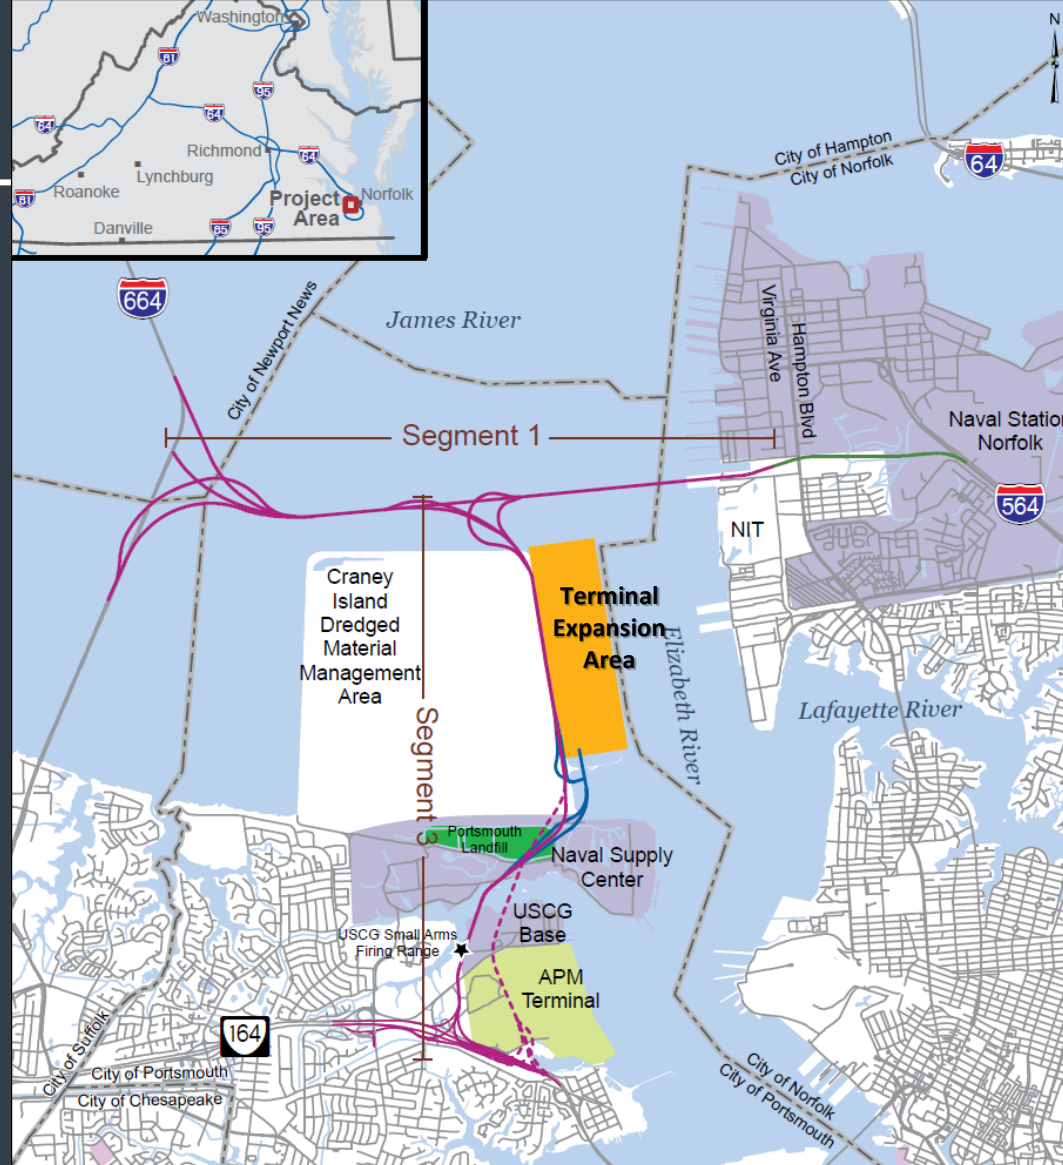 Washington
81
95
64
64
Richmond
64
Lynchburg
Roanoke
81
Project
Area
Norfolk
Danville
85
95
N
City of Hampton
City of Norfolk
64
664
City of Newport News
James River
Virginia Ave
Hampton Blvd
Segment 1
Naval Station
Norfolk
564
NIT
Craney
Island
Dredged
Material
Management
Area
Terminal
Expansion
Area
Elizabeth River
Lafayette River
Segment 3
Portsmouth
Landfill
Naval Supply
Center
USCG
Base
USCG Small Arms
Firing Range
APM
Terminal
164
City of Suffolk
City of Portsmouth
City of Chesapeake
City of Norfolk
City of Portsmouth